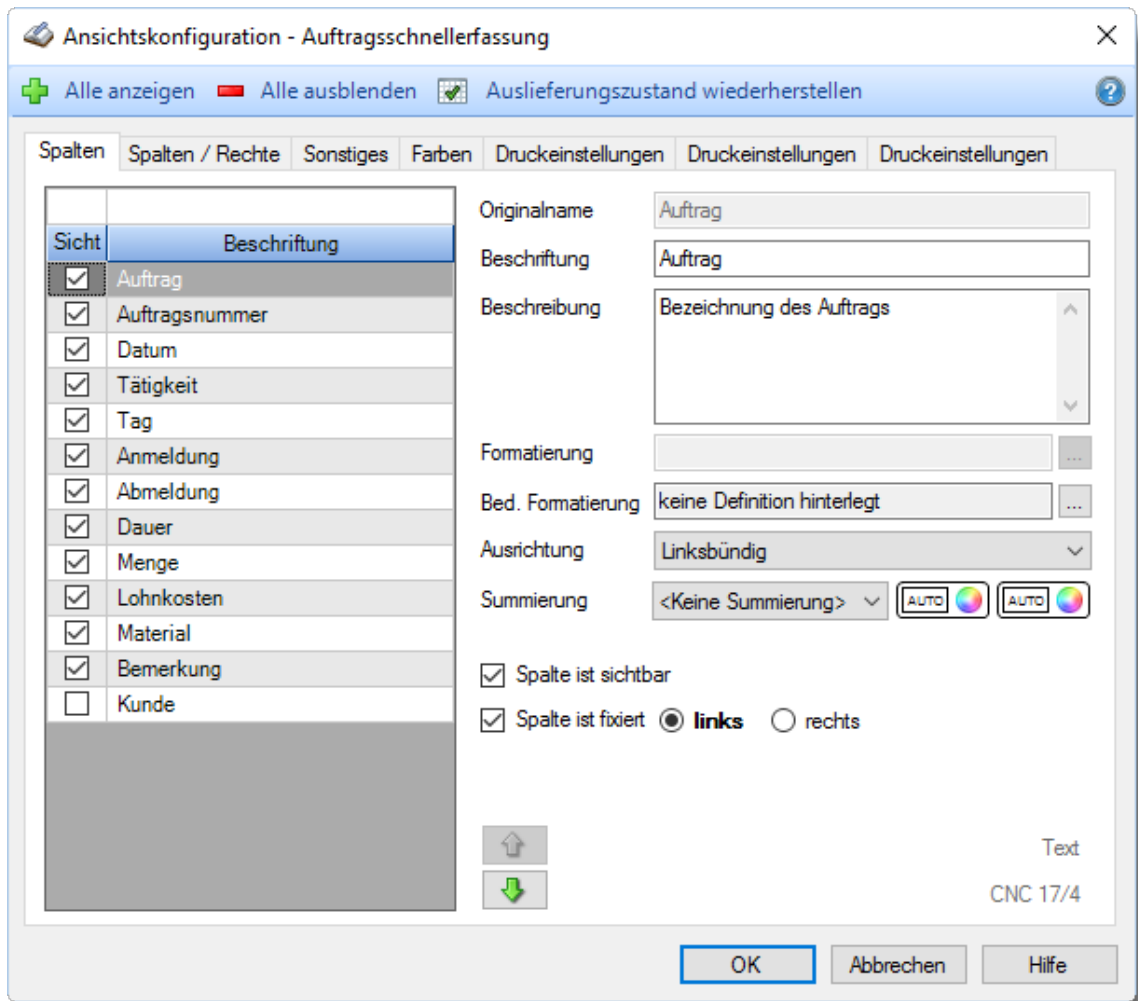 Ansichtskonfiguration - Auftragsschnellerfassung
Alle anzeigen Alle ausblenden Auslieferungszustand wiederherstellen
Spalten Spalten / Rechte Sonstiges Farben Druckeinstellungen Druckeinstellungen Druckeinstellungen
Sicht Beschriftung
Auftrag
Auftragsnummer
Datum
Tätigkeit
Tag
Anmeldung
Abmeldung
Dauer
Menge
Lohnkosten
Material
Bemerkung
Kunde
Originalname Auftrag
Beschriftung Auftrag
Beschreibung Bezeichnung des Auftrags
Formatierung ...
Bed. Formatierung keine Definition hinterlegt ...
Ausrichtung Linksbündig
Summierung <Keine Summierung> AUTO AUTO
Spalte ist sichtbar
Spalte ist fixiert links rechts
Text
CNC 17/4
OK Abbrechen Hilfe